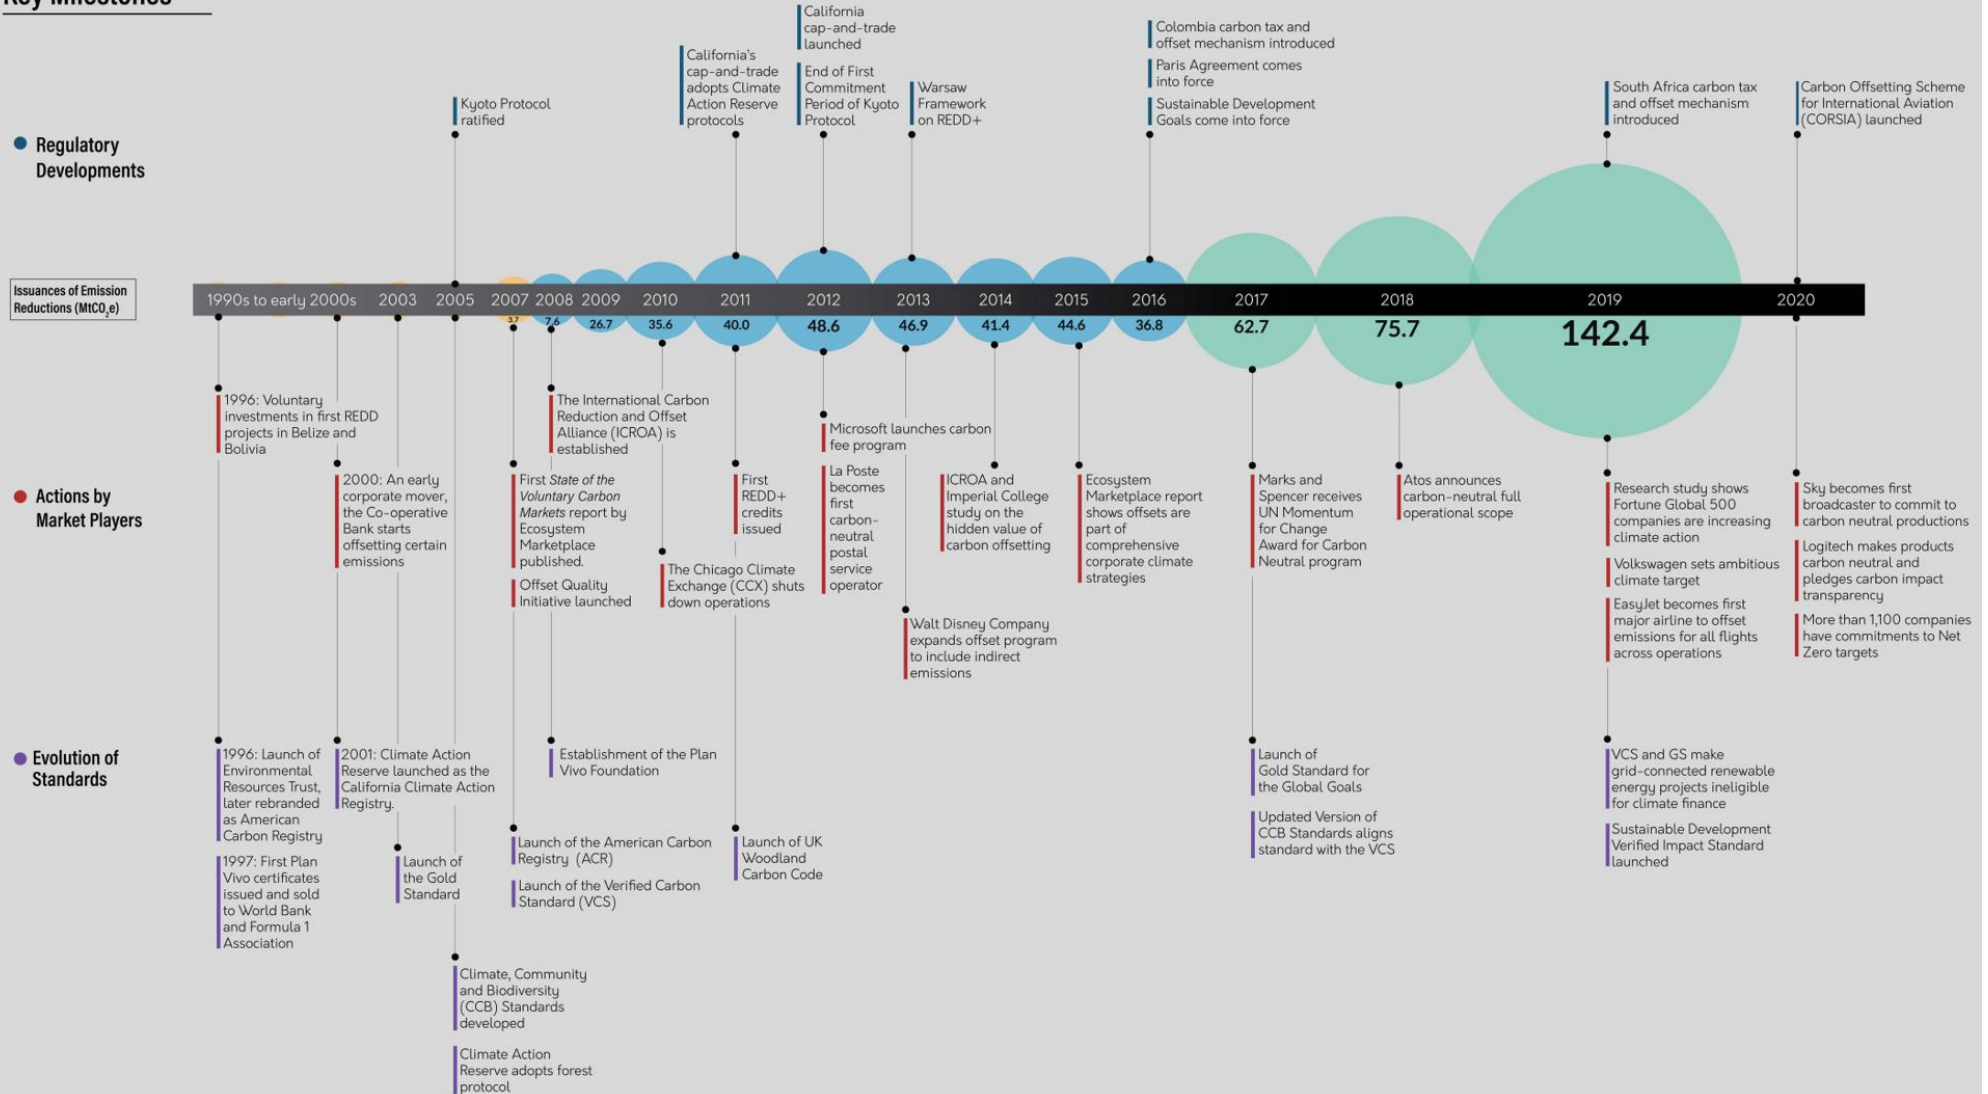 Key Milestones
California
cap-and-trade
launched
Colombia carbon tax and
offset mechanism introduced
California's
cap-and-trade
adopts Climate
Action Reserve
protocols
End of First
Commitment
Period of Kyoto
Protocol
Warsaw
Framework
on REDD+
Paris Agreement comes
into force
Sustainable Development
Goals come into force
Kyoto Protocol
ratified
South Africa carbon tax
and offset mechanism
introduced
Carbon Offsetting Scheme
for International Aviation
(CORSIA) launched
Regulatory
Developments
Issuances of Emission
Reductions (MtCO2e)
1990s to early 2000s 2003 2005 2007 2008 2009 2010 2011 2012 2013 2014 2015 2016 2017 2018 2019 2020
3.7 7.6 26.7 35.6 40.0 48.6 46.9 41.4 44.6 36.8 62.7 75.7 142.4
Actions by
Market Players
1996: Voluntary
investments in first REDD
projects in Belize and
Bolivia
2000: An early
corporate mover,
the Co-operative
Bank starts
offsetting certain
emissions
First State of the
Voluntary Carbon
Markets report by
Ecosystem
Marketplace
published.
Offset Quality
Initiative launched
The International Carbon
Reduction and Offset
Alliance (ICROA) is
established
The Chicago Climate
Exchange (CCX) shuts
down operations
First
REDD+
credits
issued
Microsoft launches carbon
fee program
La Poste
becomes
first
carbon-
neutral
postal
service
operator
Walt Disney Company
expands offset program
to include indirect
emissions
ICROA and
Imperial College
study on the
hidden value of
carbon offsetting
Ecosystem
Marketplace report
shows offsets are
part of
comprehensive
corporate climate
strategies
Marks and
Spencer receives
UN Momentum
for Change
Award for Carbon
Neutral program
Atos announces
carbon-neutral full
operational scope
Research study shows
Fortune Global 500
companies are increasing
climate action
Volkswagen sets ambitious
climate target
EasyJet becomes first
major airline to offset
emissions for all flights
across operations
Sky becomes first
broadcaster to commit to
carbon neutral productions
Logitech makes products
carbon neutral and
pledges carbon impact
transparency
More than 1,100 companies
have commitments to Net
Zero targets
Evolution of
Standards
1996: Launch of
Environmental
Resources Trust,
later rebranded
as American
Carbon Registry
1997: First Plan
Vivo certificates
issued and sold
to World Bank
and Formula 1
Association
2001: Climate Action
Reserve launched as the
California Climate Action
Registry.
Launch of
the Gold
Standard
Climate, Community
and Biodiversity
(CCB) Standards
developed
Climate Action
Reserve adopts forest
protocol
Launch of the American Carbon
Registry (ACR)
Launch of the Verified Carbon
Standard (VCS)
Establishment of the Plan
Vivo Foundation
Launch of UK
Woodland
Carbon Code
Launch of
Gold Standard for
the Global Goals
Updated Version of
CCB Standards aligns
standard with the VCS
VCS and GS make
grid-connected renewable
energy projects ineligible
for climate finance
Sustainable Development
Verified Impact Standard
launched